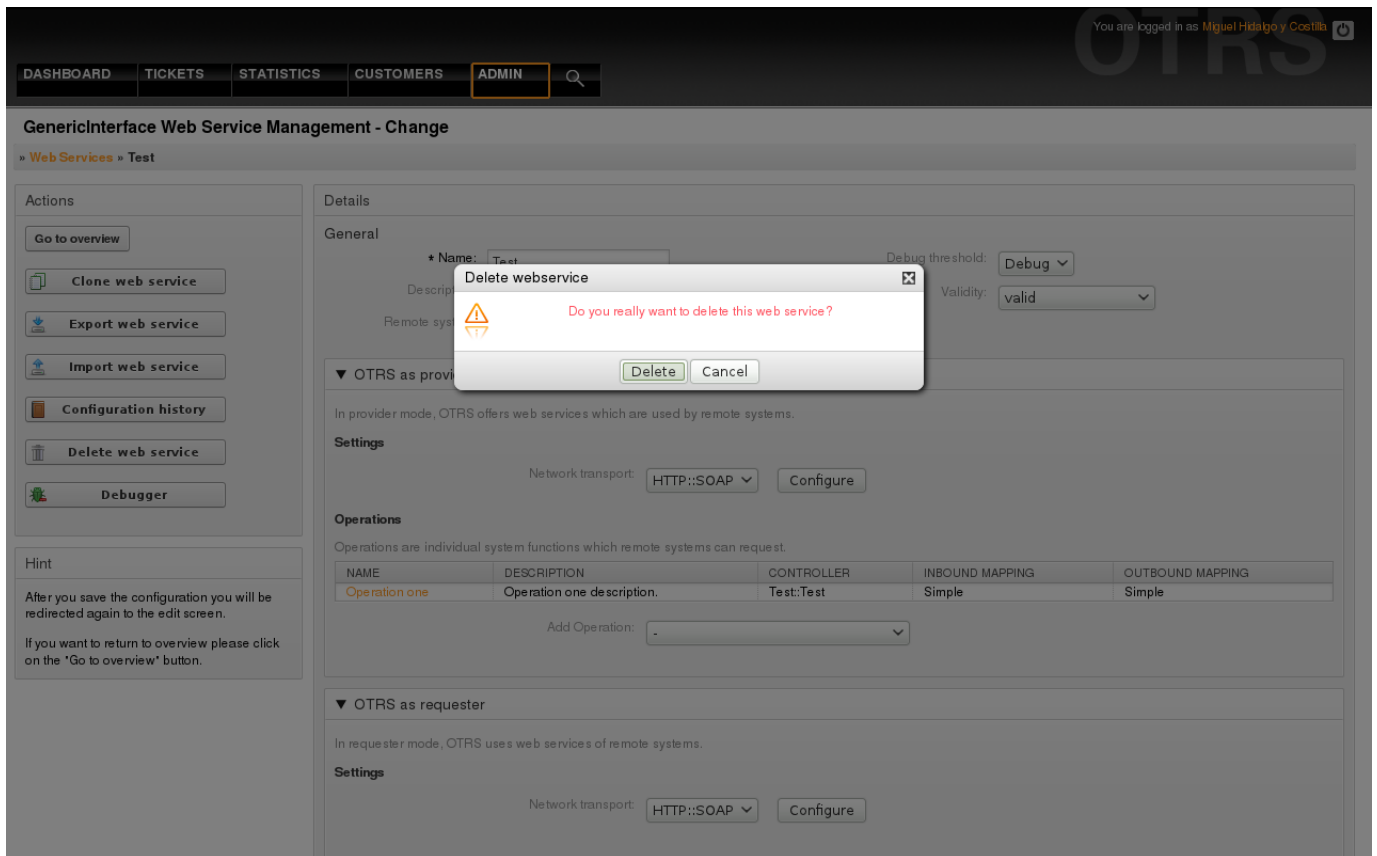 OTRS
You are logged in as Miguel Hidalgo y Costilla
DASHBOARD TICKETS STATISTICS CUSTOMERS ADMIN
GenericInterface Web Service Management - Change
» Web Services » Test
Actions
Go to overview
Clone web service
Export web service
Import web service
Configuration history
Delete web service
Debugger
Hint
After you save the configuration you will be
redirected again to the edit screen.
If you want to return to overview please click
on the "Go to overview" button.
Details
General
* Name: Test
Debug threshold: Debug
Descript
Validity: valid
Remote syst
Delete webservice
Do you really want to delete this web service?
Delete Cancel
▼ OTRS as provi
In provider mode, OTRS offers web services which are used by remote systems.
Settings
Network transport: HTTP::SOAP Configure
Operations
Operations are individual system functions which remote systems can request.
NAME DESCRIPTION CONTROLLER INBOUND MAPPING OUTBOUND MAPPING
Operation one Operation one description. Test::Test Simple Simple
Add Operation: -
▼ OTRS as requester
In requester mode, OTRS uses web services of remote systems.
Settings
Network transport: HTTP::SOAP Configure